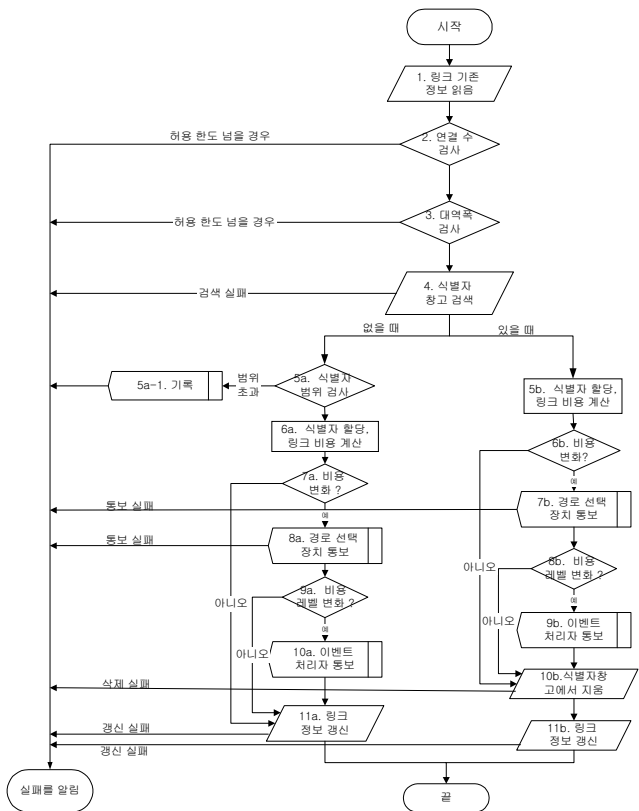 시작
1. 링크 기존
정보 읽음
허용 한도 넘을 경우
2. 연결 수
검사
허용 한도 넘을 경우
3. 대역폭
검사
검색 실패
4. 식별자
창고 검색
없을 때
있을 때
5a-1. 기록
범위
초과
5a. 식별자
범위 검사
5b. 식별자 할당,
링크 비용 계산
6a. 식별자 할당,
링크 비용 계산
6b. 비용
변화?
7a. 비용
변화 ?
예
통보 실패
7b. 경로 선택
장치 통보
예
통보 실패
8a. 경로 선택
장치 통보
8b. 비용
레벨 변화 ?
아니오
9a. 비용
레벨 변화 ?
아니오
예
9b. 이벤트
처리자 통보
예
아니오
아니오
10a. 이벤트
처리자 통보
10b.식별자창
고에서 지움
삭제 실패
11a. 링크
정보 갱신
갱신 실패
11b. 링크
정보 갱신
갱신 실패
실패를 알림
끝